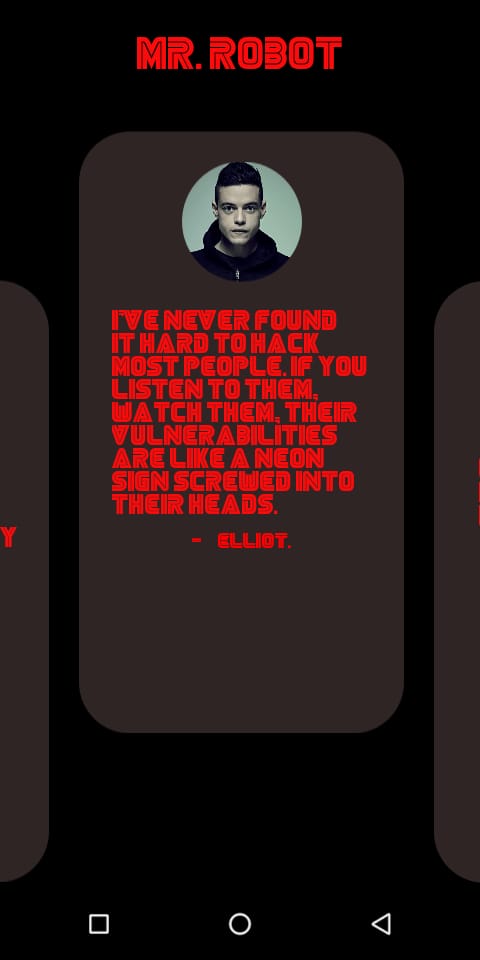 MR. ROBOT
I'VE NEVER FOUND
IT HARD TO HACK
MOST PEOPLE. IF YOU
LISTEN TO THEM,
WATCH THEM, THEIR
VULNERABILITIES
ARE LIKE A NEON
SIGN SCREWED INTO
THEIR HEADS.
- ELLIOT.
Y